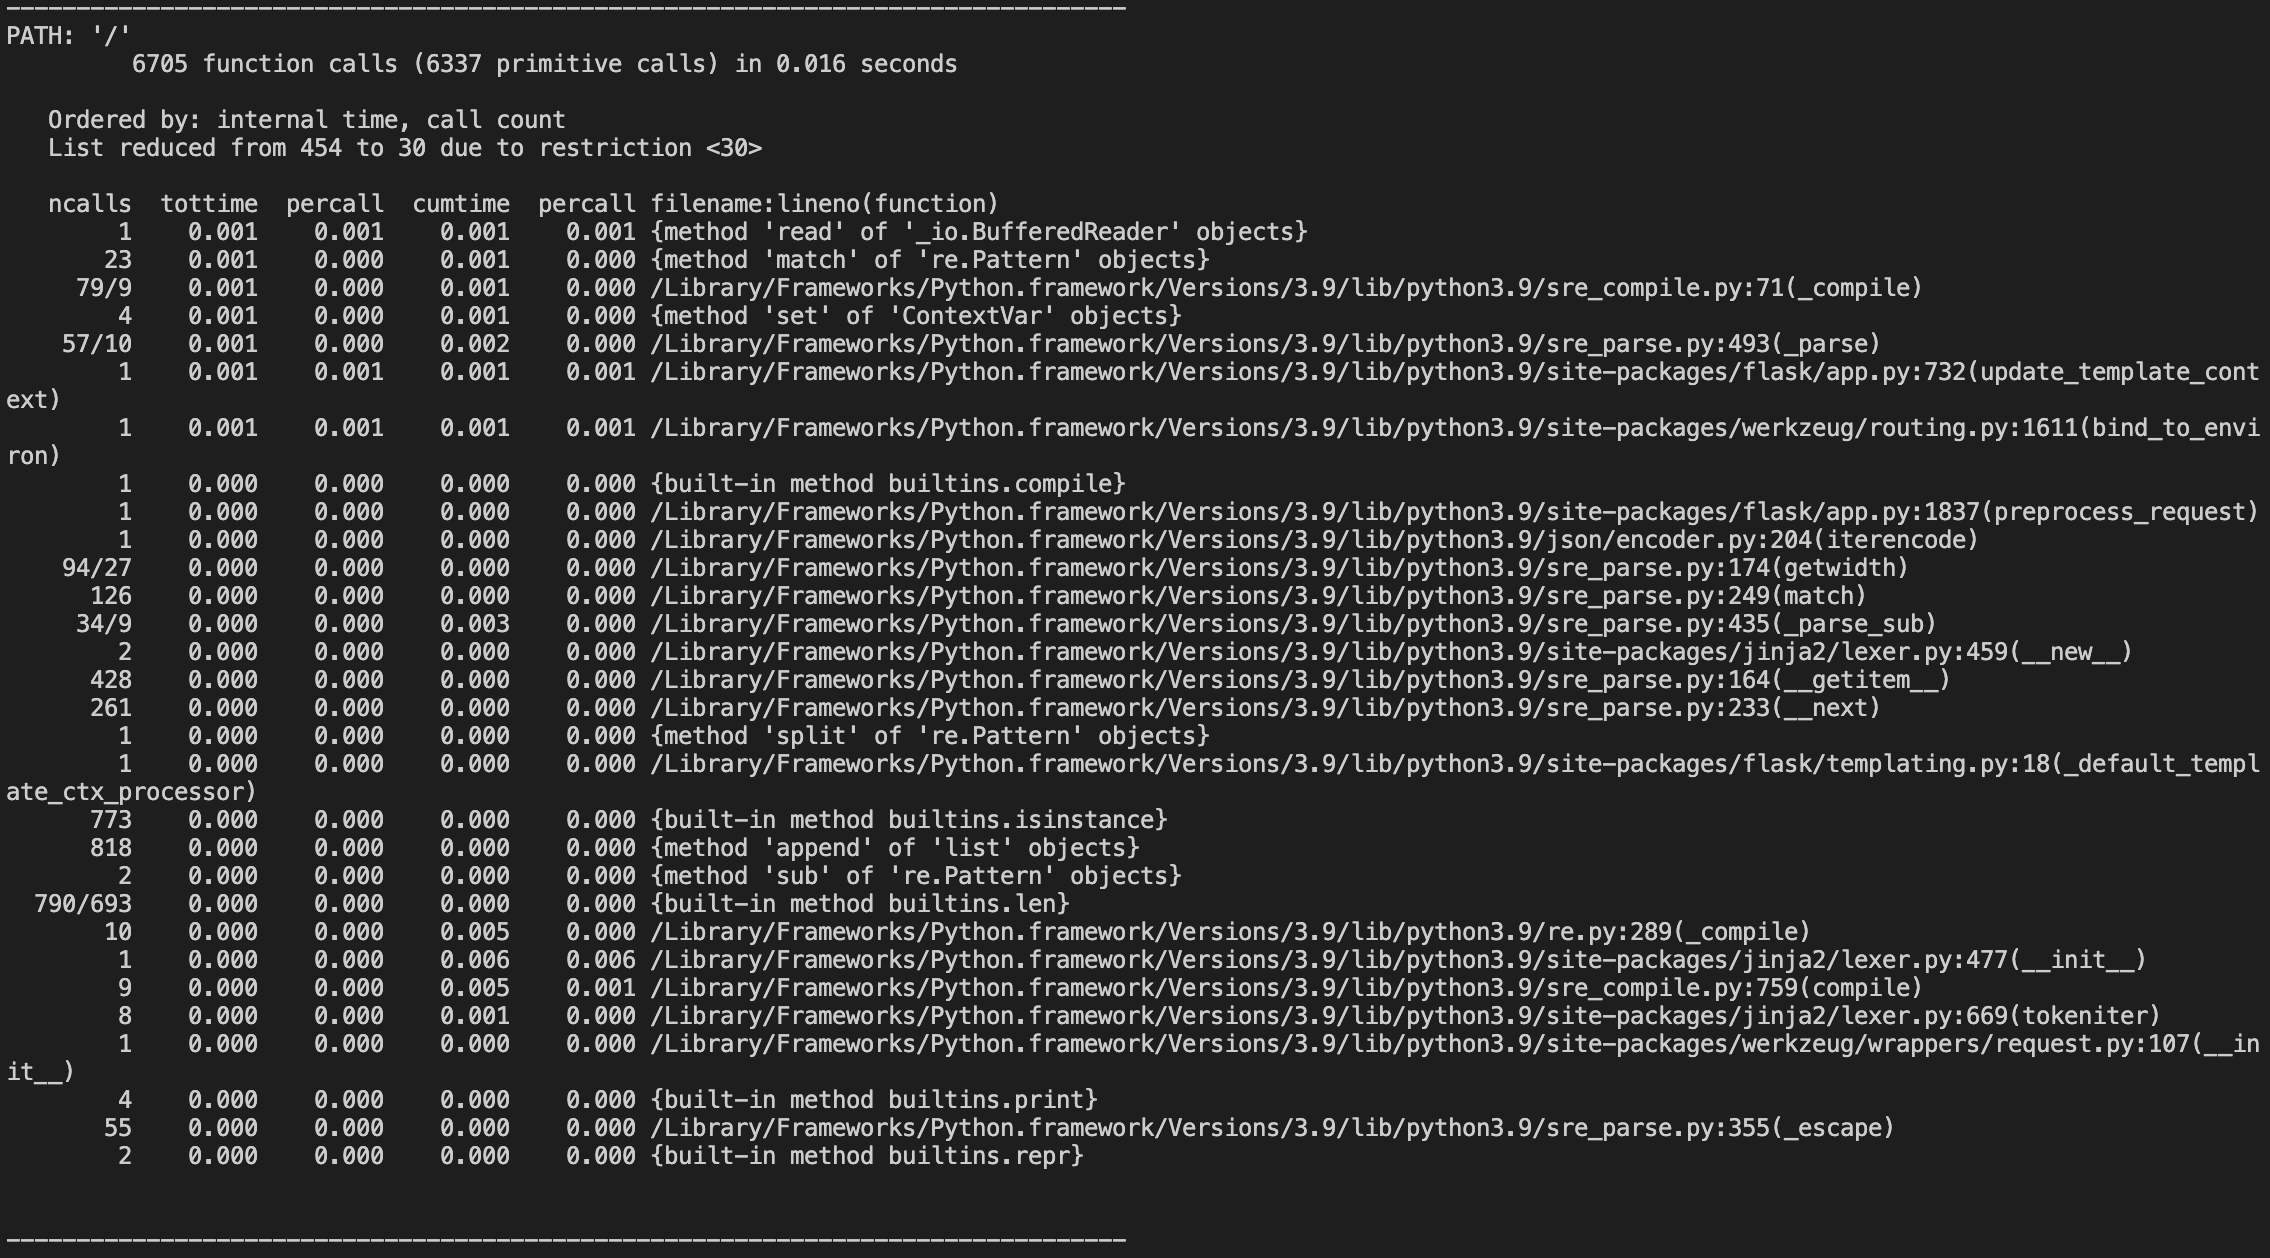 --------------------------------------------------------------------------------
PATH: '/'
         6705 function calls (6337 primitive calls) in 0.016 seconds

   Ordered by: internal time, call count
   List reduced from 454 to 30 due to restriction <30>

   ncalls  tottime  percall  cumtime  percall filename:lineno(function)
        1    0.001    0.001    0.001    0.001 {method 'read' of '_io.BufferedReader' objects}
       23    0.001    0.000    0.001    0.000 {method 'match' of 're.Pattern' objects}
     79/9    0.001    0.000    0.001    0.000 /Library/Frameworks/Python.framework/Versions/3.9/lib/python3.9/sre_compile.py:71(_compile)
        4    0.001    0.000    0.001    0.000 {method 'set' of 'ContextVar' objects}
    57/10    0.001    0.000    0.002    0.000 /Library/Frameworks/Python.framework/Versions/3.9/lib/python3.9/sre_parse.py:493(_parse)
        1    0.001    0.001    0.001    0.001 /Library/Frameworks/Python.framework/Versions/3.9/lib/python3.9/site-packages/flask/app.py:732(update_template_cont
ext)
        1    0.001    0.001    0.001    0.001 /Library/Frameworks/Python.framework/Versions/3.9/lib/python3.9/site-packages/werkzeug/routing.py:1611(bind_to_envi
ron)
        1    0.000    0.000    0.000    0.000 {built-in method builtins.compile}
        1    0.000    0.000    0.000    0.000 /Library/Frameworks/Python.framework/Versions/3.9/lib/python3.9/site-packages/flask/app.py:1837(preprocess_request)
        1    0.000    0.000    0.000    0.000 /Library/Frameworks/Python.framework/Versions/3.9/lib/python3.9/json/encoder.py:204(iterencode)
    94/27    0.000    0.000    0.000    0.000 /Library/Frameworks/Python.framework/Versions/3.9/lib/python3.9/sre_parse.py:174(getwidth)
      126    0.000    0.000    0.000    0.000 /Library/Frameworks/Python.framework/Versions/3.9/lib/python3.9/sre_parse.py:249(match)
     34/9    0.000    0.000    0.003    0.000 /Library/Frameworks/Python.framework/Versions/3.9/lib/python3.9/sre_parse.py:435(_parse_sub)
        2    0.000    0.000    0.000    0.000 /Library/Frameworks/Python.framework/Versions/3.9/lib/python3.9/site-packages/jinja2/lexer.py:459(__new__)
      428    0.000    0.000    0.000    0.000 /Library/Frameworks/Python.framework/Versions/3.9/lib/python3.9/sre_parse.py:164(__getitem__)
      261    0.000    0.000    0.000    0.000 /Library/Frameworks/Python.framework/Versions/3.9/lib/python3.9/sre_parse.py:233(__next)
        1    0.000    0.000    0.000    0.000 {method 'split' of 're.Pattern' objects}
        1    0.000    0.000    0.000    0.000 /Library/Frameworks/Python.framework/Versions/3.9/lib/python3.9/site-packages/flask/templating.py:18(_default_templ
ate_ctx_processor)
      773    0.000    0.000    0.000    0.000 {built-in method builtins.isinstance}
      818    0.000    0.000    0.000    0.000 {method 'append' of 'list' objects}
        2    0.000    0.000    0.000    0.000 {method 'sub' of 're.Pattern' objects}
  790/693    0.000    0.000    0.000    0.000 {built-in method builtins.len}
       10    0.000    0.000    0.005    0.000 /Library/Frameworks/Python.framework/Versions/3.9/lib/python3.9/re.py:289(_compile)
        1    0.000    0.000    0.006    0.006 /Library/Frameworks/Python.framework/Versions/3.9/lib/python3.9/site-packages/jinja2/lexer.py:477(__init__)
        9    0.000    0.000    0.005    0.001 /Library/Frameworks/Python.framework/Versions/3.9/lib/python3.9/sre_compile.py:759(compile)
        8    0.000    0.000    0.001    0.000 /Library/Frameworks/Python.framework/Versions/3.9/lib/python3.9/site-packages/jinja2/lexer.py:669(tokeniter)
        1    0.000    0.000    0.000    0.000 /Library/Frameworks/Python.framework/Versions/3.9/lib/python3.9/site-packages/werkzeug/wrappers/request.py:107(__in
it__)
        4    0.000    0.000    0.000    0.000 {built-in method builtins.print}
       55    0.000    0.000    0.000    0.000 /Library/Frameworks/Python.framework/Versions/3.9/lib/python3.9/sre_parse.py:355(_escape)
        2    0.000    0.000    0.000    0.000 {built-in method builtins.repr}
--------------------------------------------------------------------------------